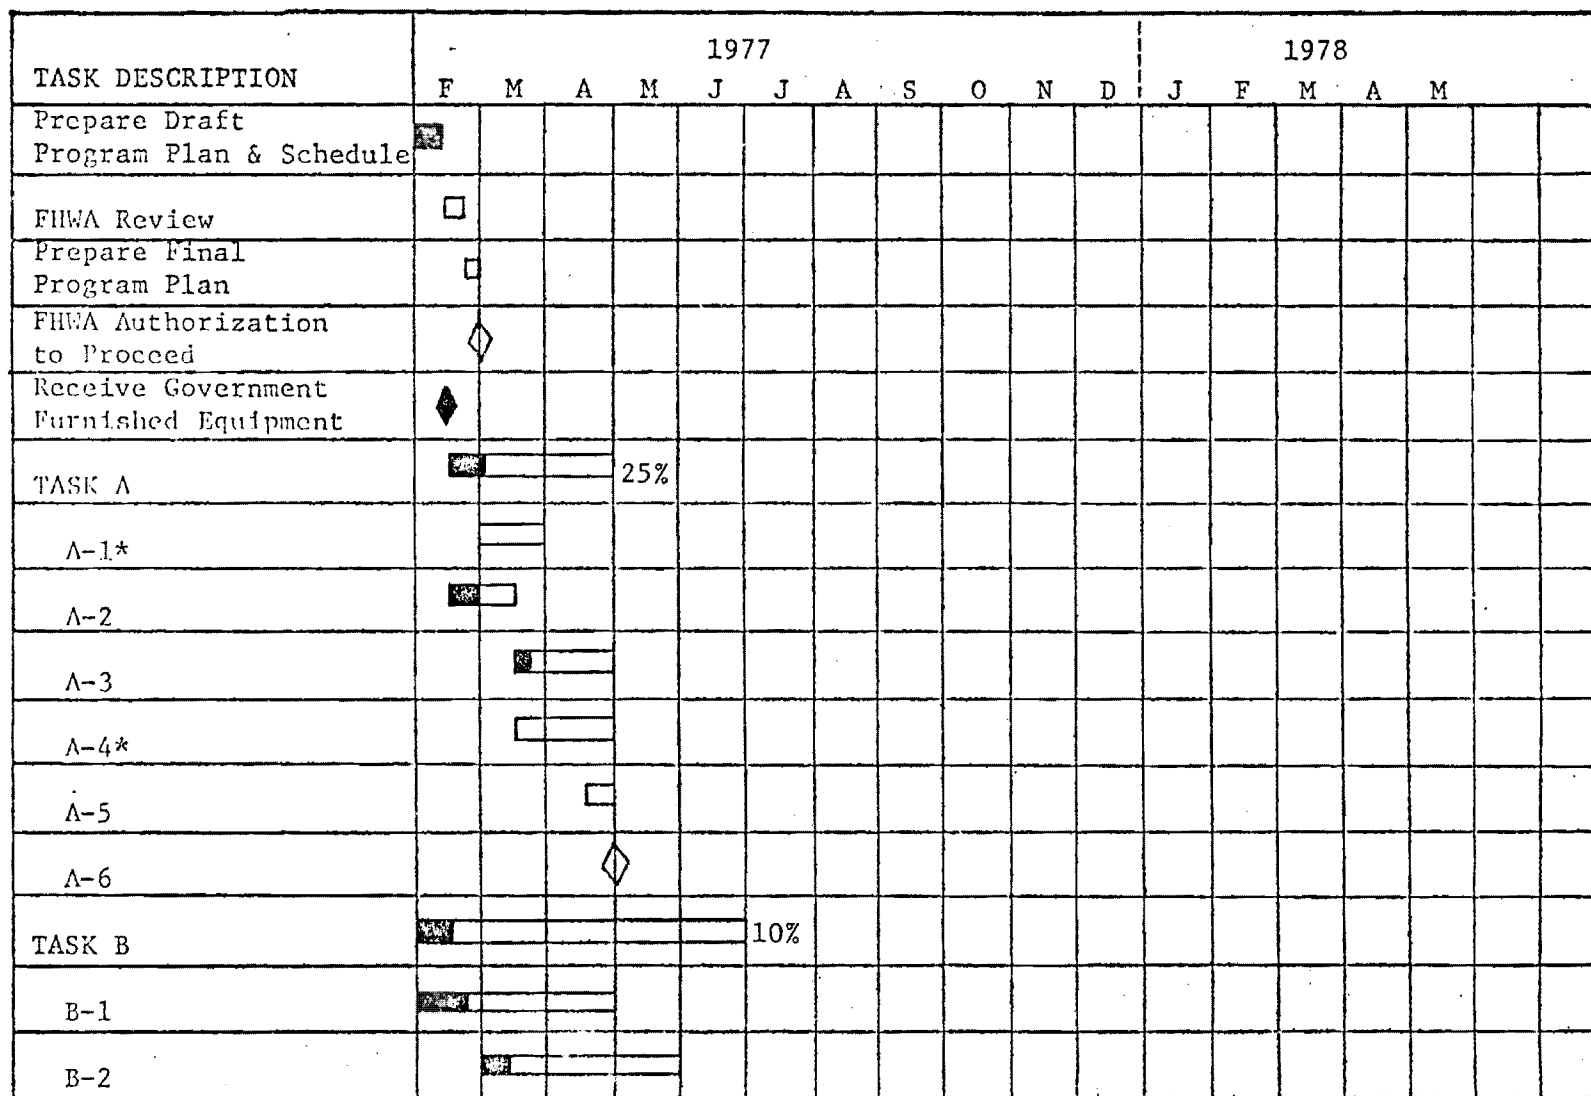 1977 1978
TASK DESCRIPTION
F M A M J J A S O N D J F M A M
Prepare Draft
Program Plan & Schedule
FHWA Review
Prepare Final
Program Plan
FHWA Authorization
to Proceed
Receive Government
Furnished Equipment
TASK A 25%
A-1*
A-2
A-3
A-4*
A-5
A-6
TASK B 10%
B-1
B-2